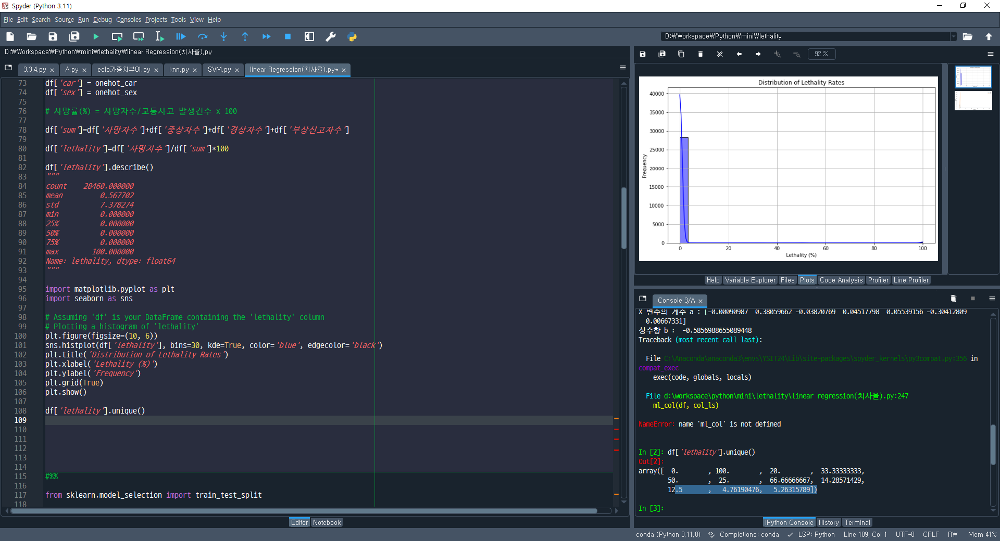 Spyder (Python 3.11)
File Edit Search Source Run Debug Consoles Projects Tools View Help
D:₩Workspace₩Python₩mini₩lethality
D:₩Workspace₩Python₩mini₩lethality₩linear Regression(치사율).py
3.3.4.py × A.py × eclo가중치부여.py × knn.py × SVM.py × linear Regression(치사율).py* ×
73 df['car'] = onehot_car
74 df['sex'] = onehot_sex
75
76 # 사망률(%) = 사망자수/교통사고 발생건수 x 100
77
78 df['sum']=df['사망자수']+df['중상자수']+df['경상자수']+df['부상신고자수']
79
80 df['lethality']=df['사망자수']/df['sum']*100
81
82 df['lethality'].describe()
83 """
84 count 28460.000000
85 mean 0.567702
86 std 7.378274
87 min 0.000000
88 25% 0.000000
89 50% 0.000000
90 75% 0.000000
91 max 100.000000
92 Name: lethality, dtype: float64
93 """
94
95 import matplotlib.pyplot as plt
96 import seaborn as sns
97
98 # Assuming 'df' is your DataFrame containing the 'lethality' column
99 # Plotting a histogram of 'lethality'
100 plt.figure(figsize=(10, 6))
101 sns.histplot(df['lethality'], bins=30, kde=True, color='blue', edgecolor='black')
102 plt.title('Distribution of Lethality Rates')
103 plt.xlabel('Lethality (%)')
104 plt.ylabel('Frequency')
105 plt.grid(True)
106 plt.show()
107
108 df['lethality'].unique()
109
110
111
112
113
114
115 #%%
116
117 from sklearn.model_selection import train_test_split
118
Editor Notebook
92 %
Distribution of Lethality Rates
40000
35000
30000
25000
20000
15000
10000
5000
0
Frequency
0 20 40 60 80 100
Lethality (%)
Help Variable Explorer Files Plots Code Analysis Profiler Line Profiler
Console 3/A ×
X 변수의 계수 a : [-0.00090987 0.38059662 -0.03820769 0.04517798 0.05539156 -0.30412809
0.00667331]
상수항 b : -0.5856988655089448
Traceback (most recent call last):
File C:\Anaconda\anaconda3\envs\YSIT24\Lib\site-packages\spyder_kernels\py3compat.py:356 in
compat_exec
exec(code, globals, locals)
File d:\workspace\python\mini\lethality\linear regression(치사율).py:247
ml_col(df, col_ls)
NameError: name 'ml_col' is not defined
In [2]: df['lethality'].unique()
Out[2]:
array([ 0. , 100. , 20. , 33.33333333,
50. , 25. , 66.66666667, 14.28571429,
12.5 , 4.76190476, 5.26315789])
In [3]:
IPython Console History Terminal
conda (Python 3.11.8) Completions: conda LSP: Python Line 109, Col 1 UTF-8 CRLF RW Mem 41%